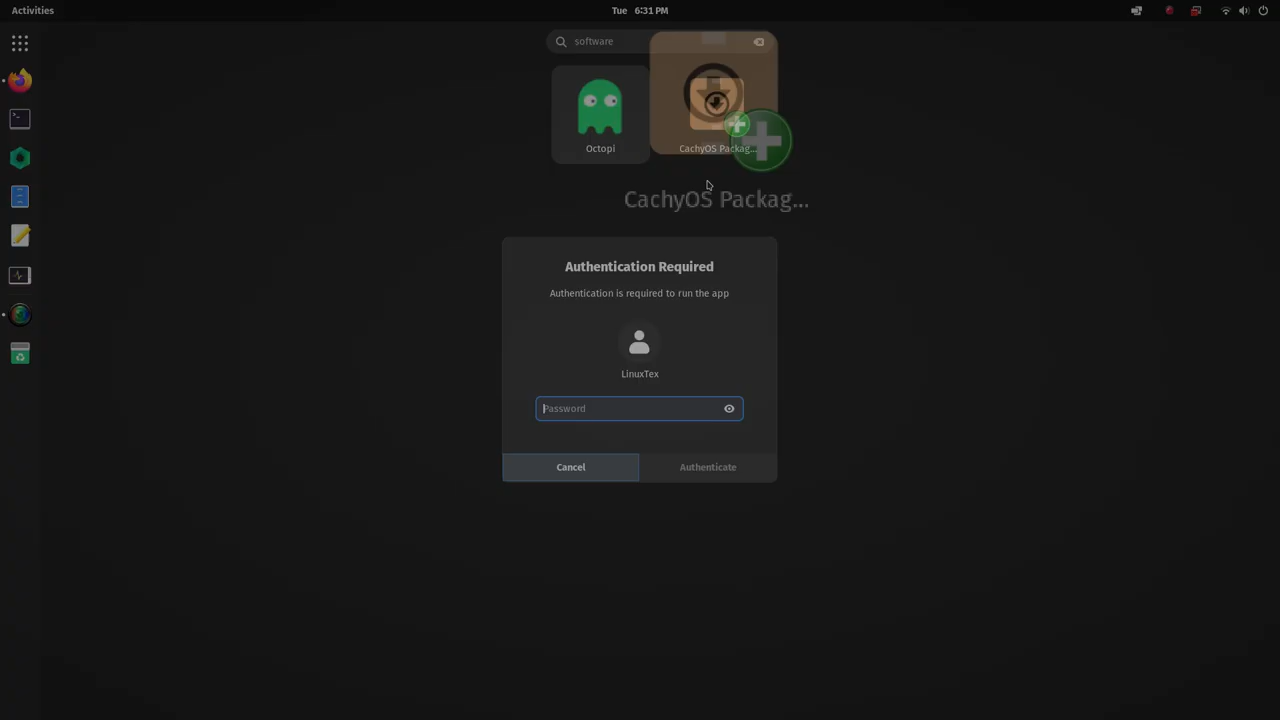 Activities
Tue 6:31 PM
software
Octopi
CachyOS Packag...
CachyOS Packag...
Authentication Required
Authentication is required to run the app
LinuxTex
Password
Cancel
Authenticate